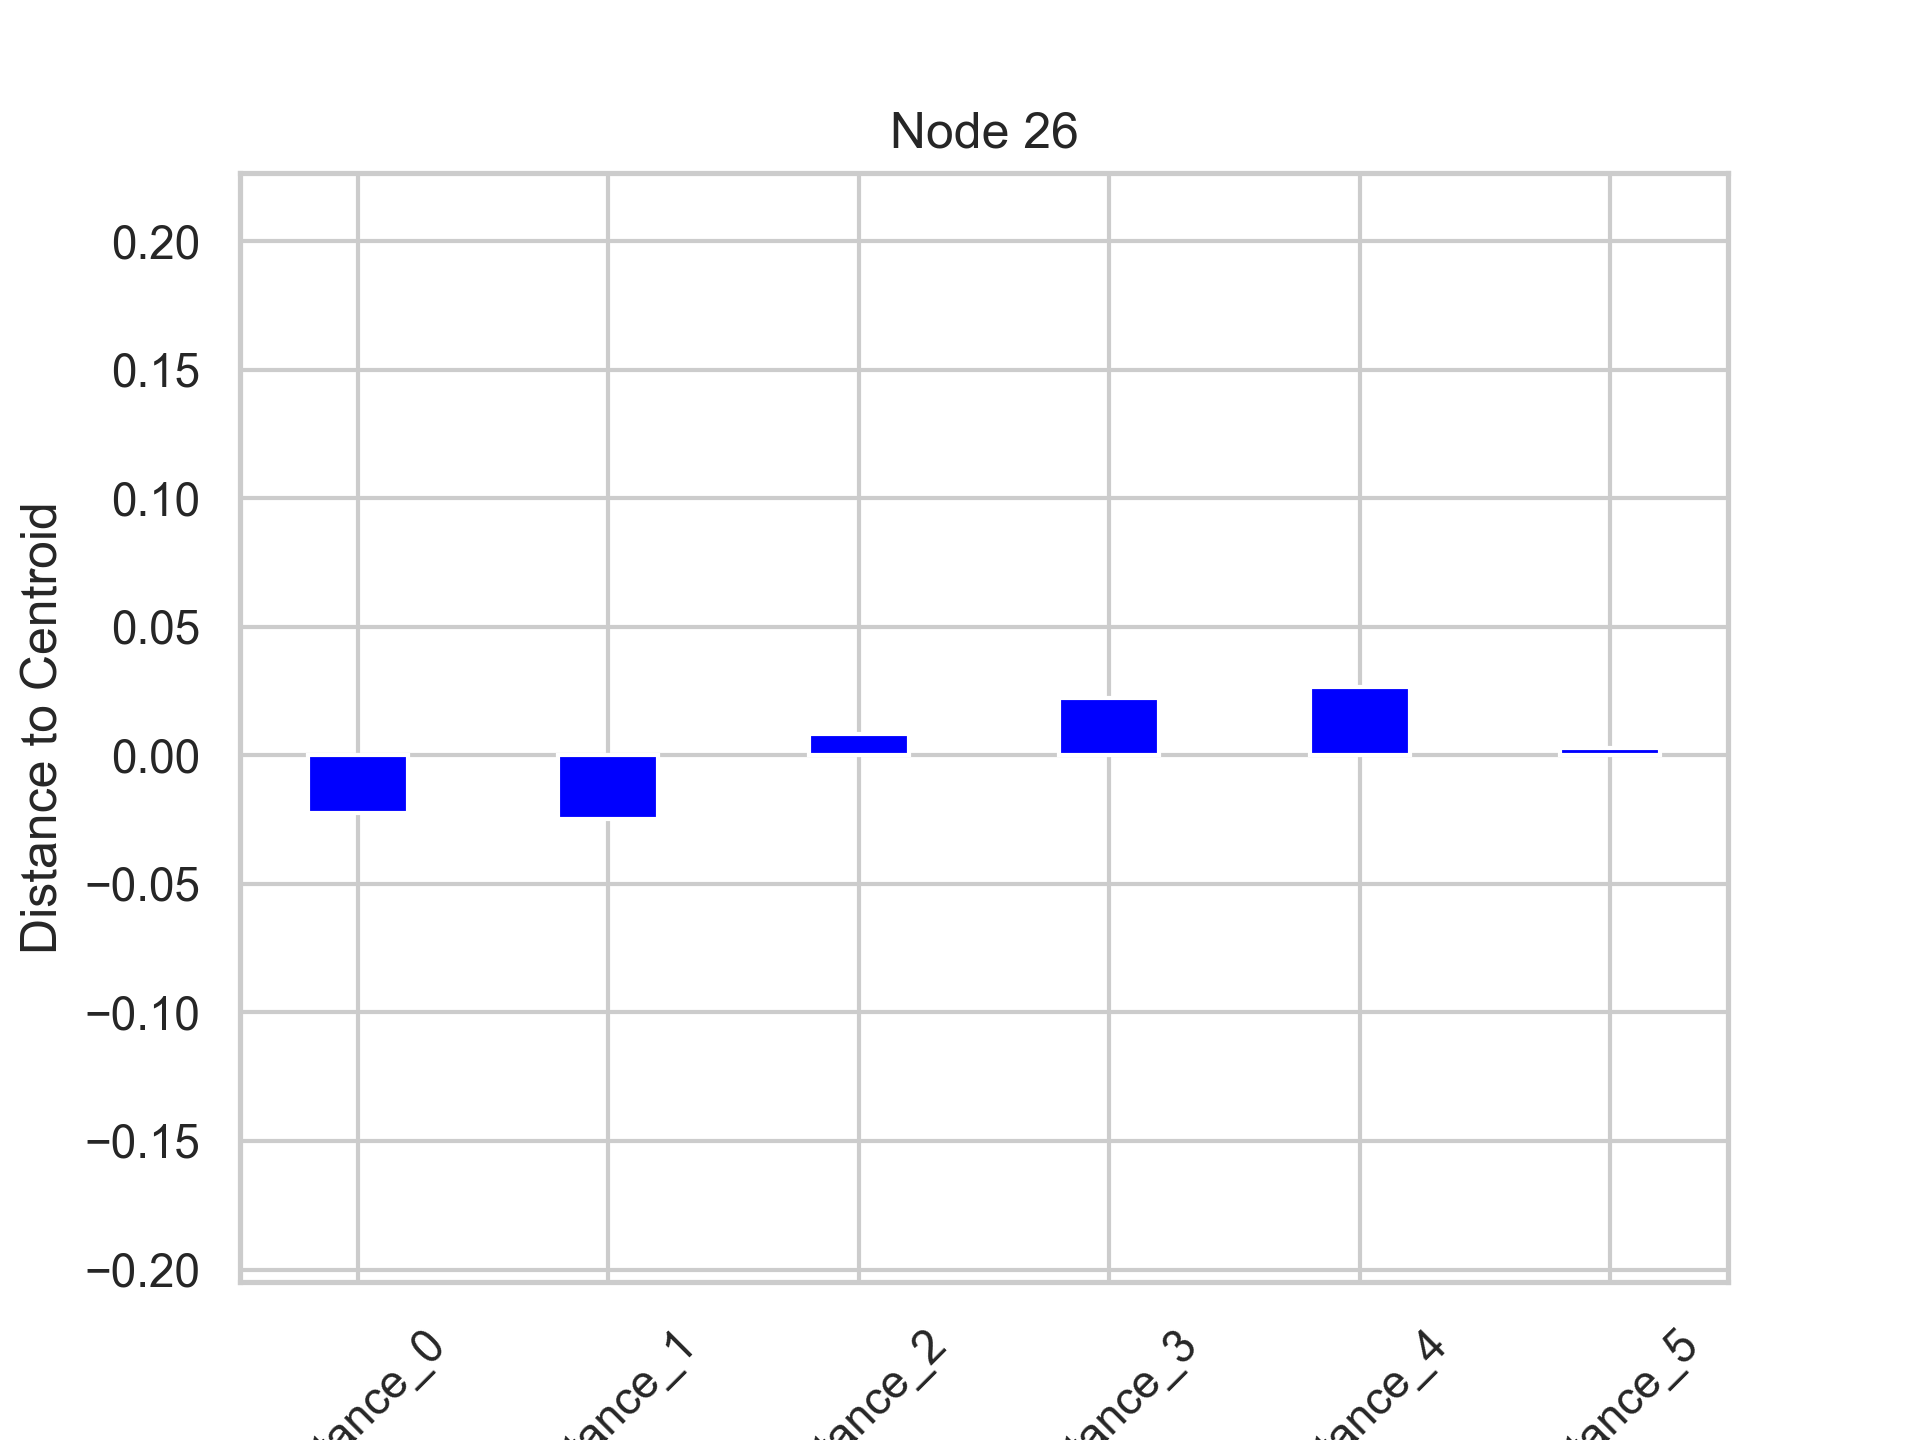 Node 26
Distance to Centroid
0.20
0.15
0.10
0.05
0.00
−0.05
−0.10
−0.15
−0.20
tance_0
tance_1
tance_2
tance_3
tance_4
tance_5